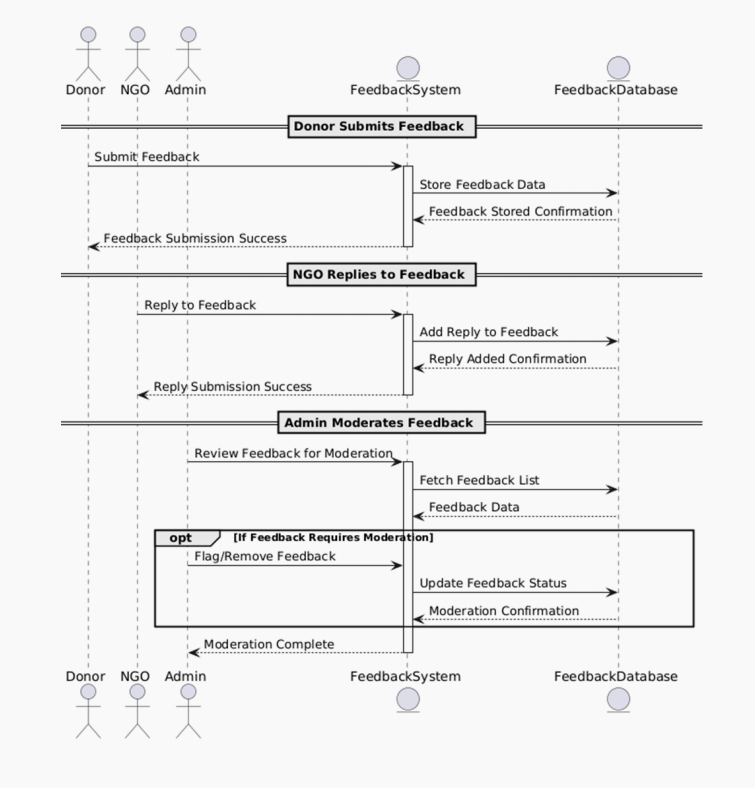 Donor NGO Admin FeedbackSystem FeedbackDatabase
Donor Submits Feedback
Submit Feedback
Store Feedback Data
Feedback Stored Confirmation
Feedback Submission Success
NGO Replies to Feedback
Reply to Feedback
Add Reply to Feedback
Reply Added Confirmation
Reply Submission Success
Admin Moderates Feedback
Review Feedback for Moderation
Fetch Feedback List
Feedback Data
opt [If Feedback Requires Moderation]
Flag/Remove Feedback
Update Feedback Status
Moderation Confirmation
Moderation Complete
Donor NGO Admin FeedbackSystem FeedbackDatabase